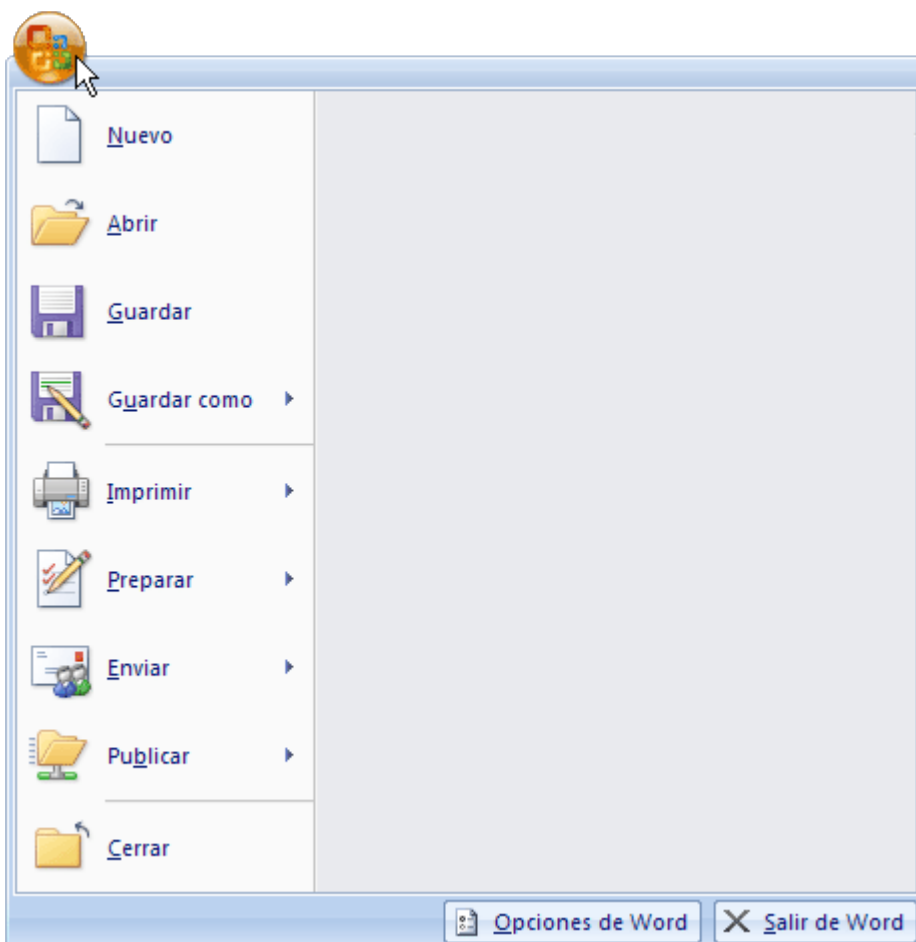 Nuevo
Abrir
Guardar
Guardar como
Imprimir
Preparar
Enviar
Publicar
Cerrar
Opciones de Word
Salir de Word